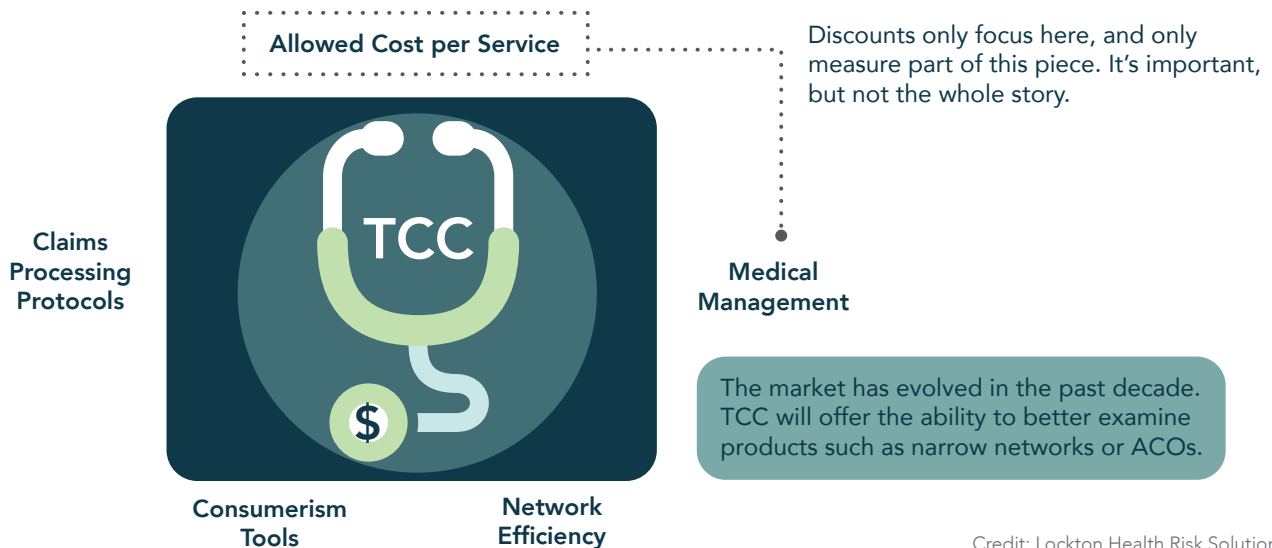 Allowed Cost per Service
Discounts only focus here, and only
measure part of this piece. It's important,
but not the whole story.
TCC
Claims
Processing
Protocols
Medical
Management
$
The market has evolved in the past decade.
TCC will offer the ability to better examine
products such as narrow networks or ACOs.
Consumerism
Tools
Network
Efficiency
Credit: Lockton Health Risk Solution